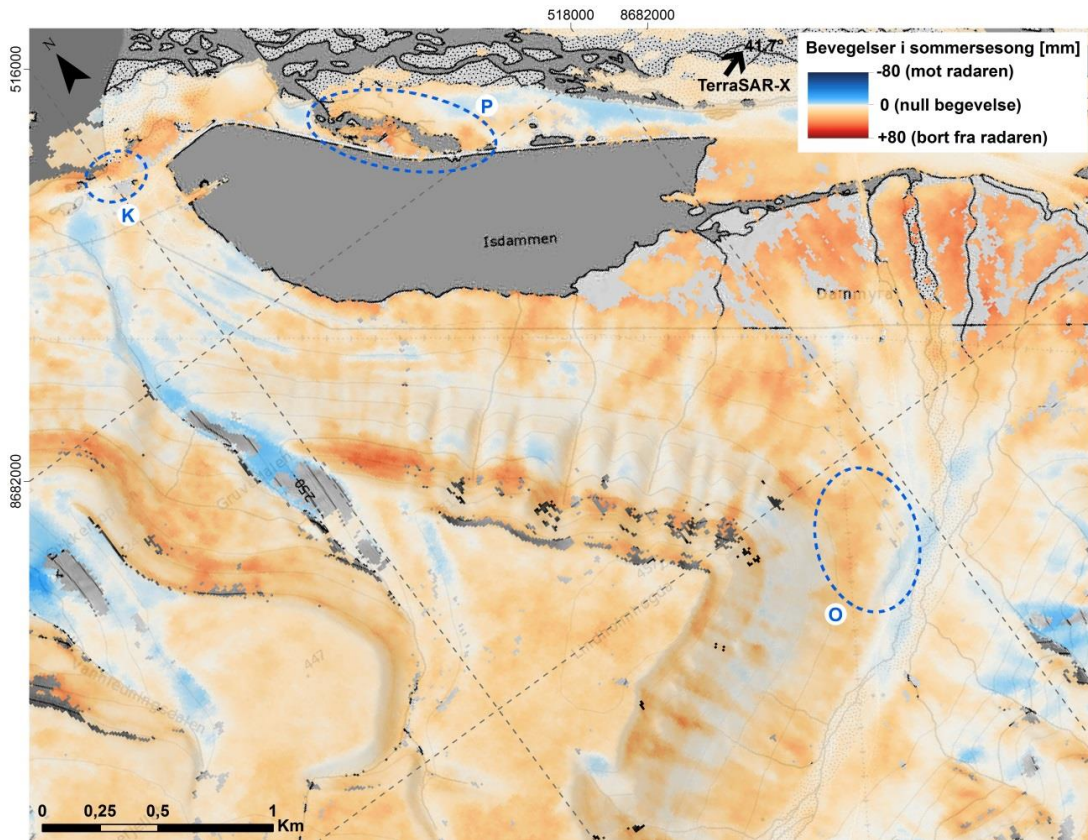 518000 8682000
516000
N
41.7°
TerraSAR-X
Bevegelser i sommersesong [mm]
-80 (mot radaren)
0 (null begevelse)
+80 (bort fra radaren)
P
K
Isdammen
Dammyra
8682000
250
O
447
0 0,25 0,5 1
Km